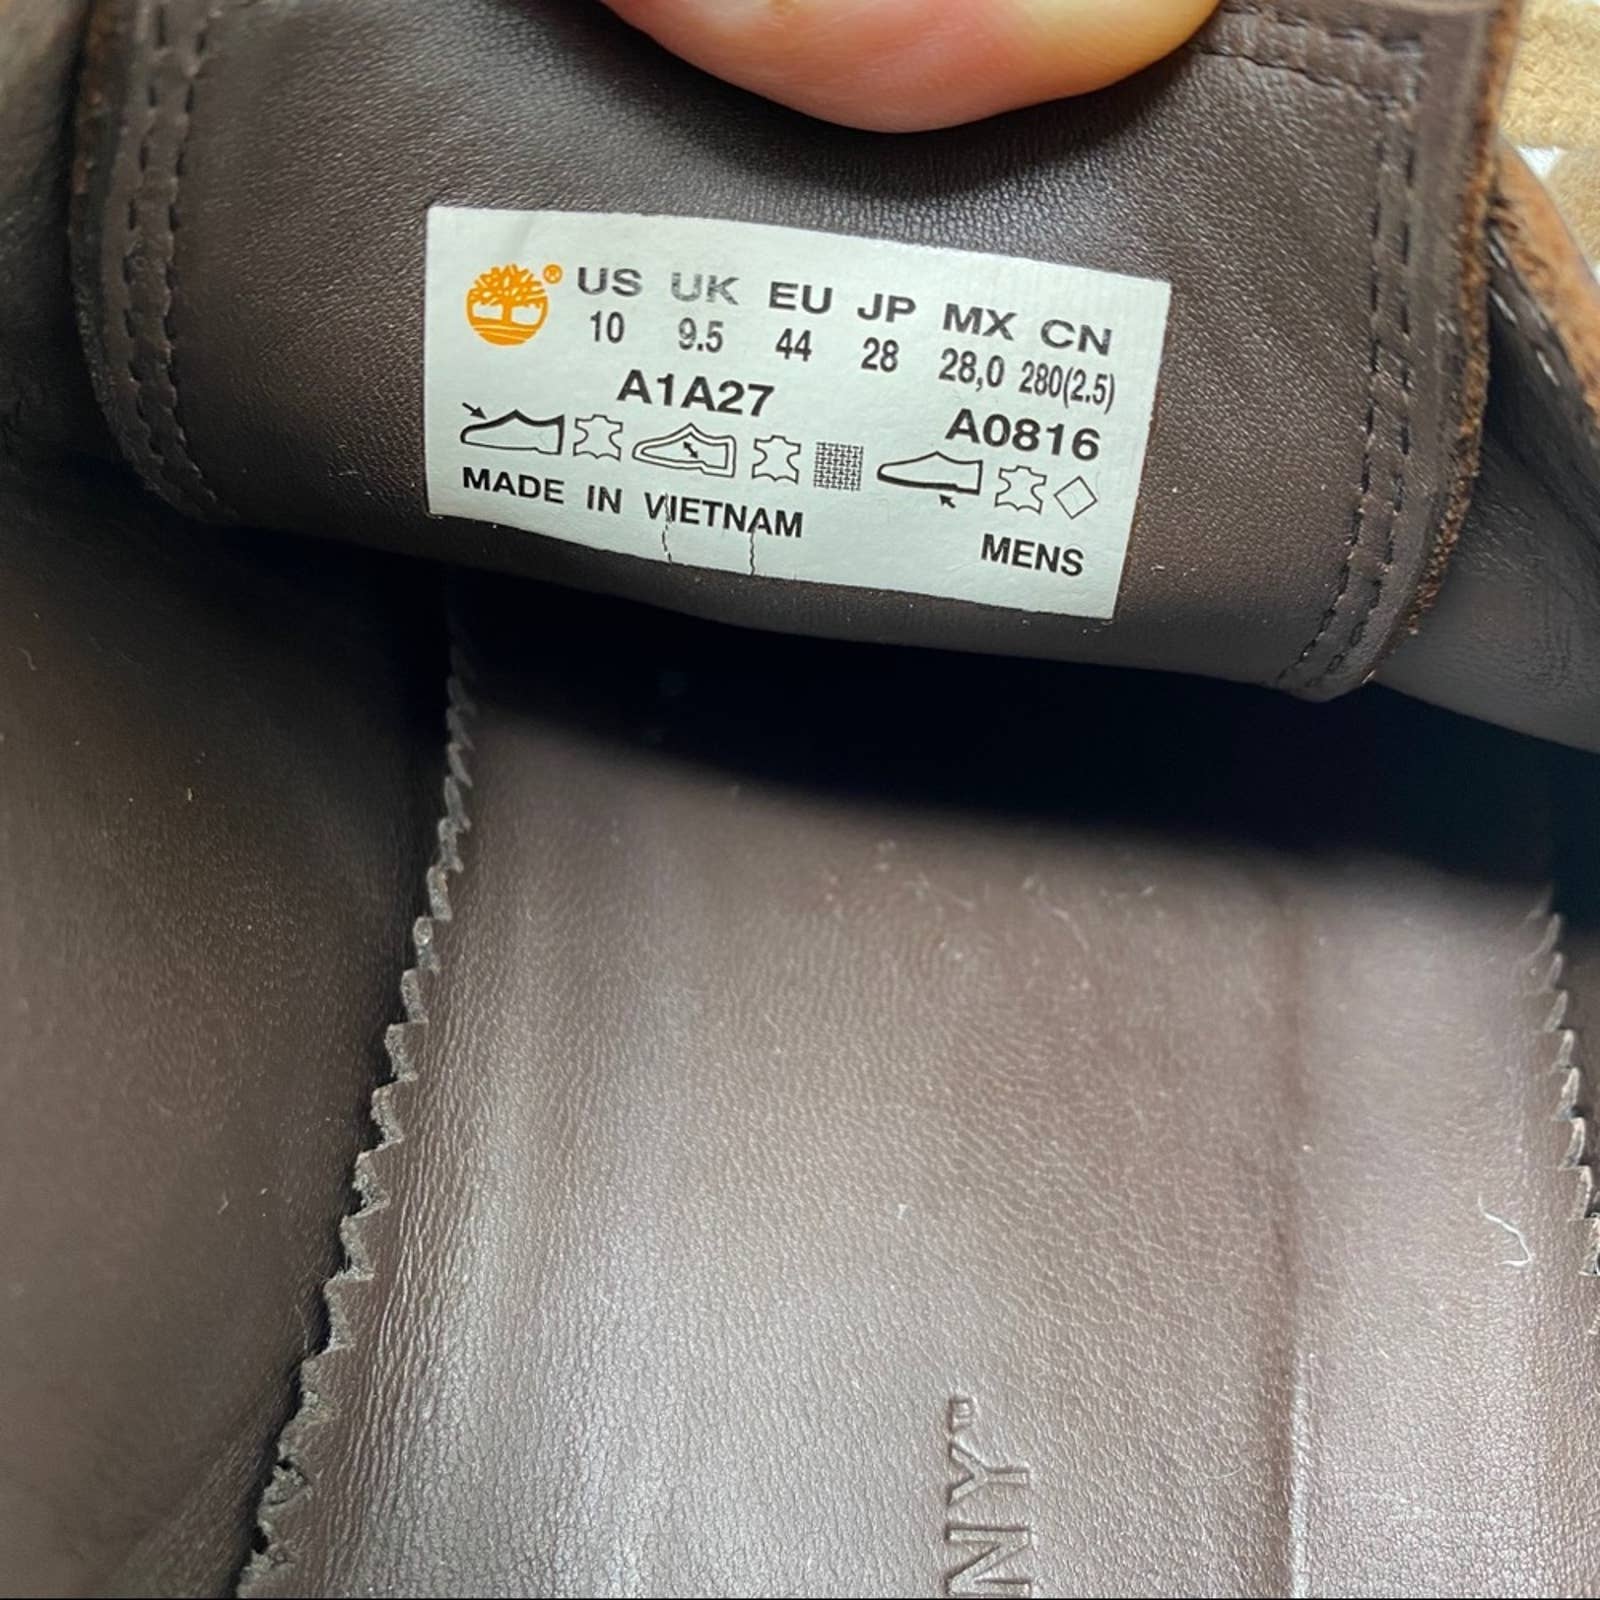 ® US UK EU JP MX CN
10 9.5 44 28 28,0 280(2.5)
A1A27 A0816
MADE IN VIETNAM MENS
NY™